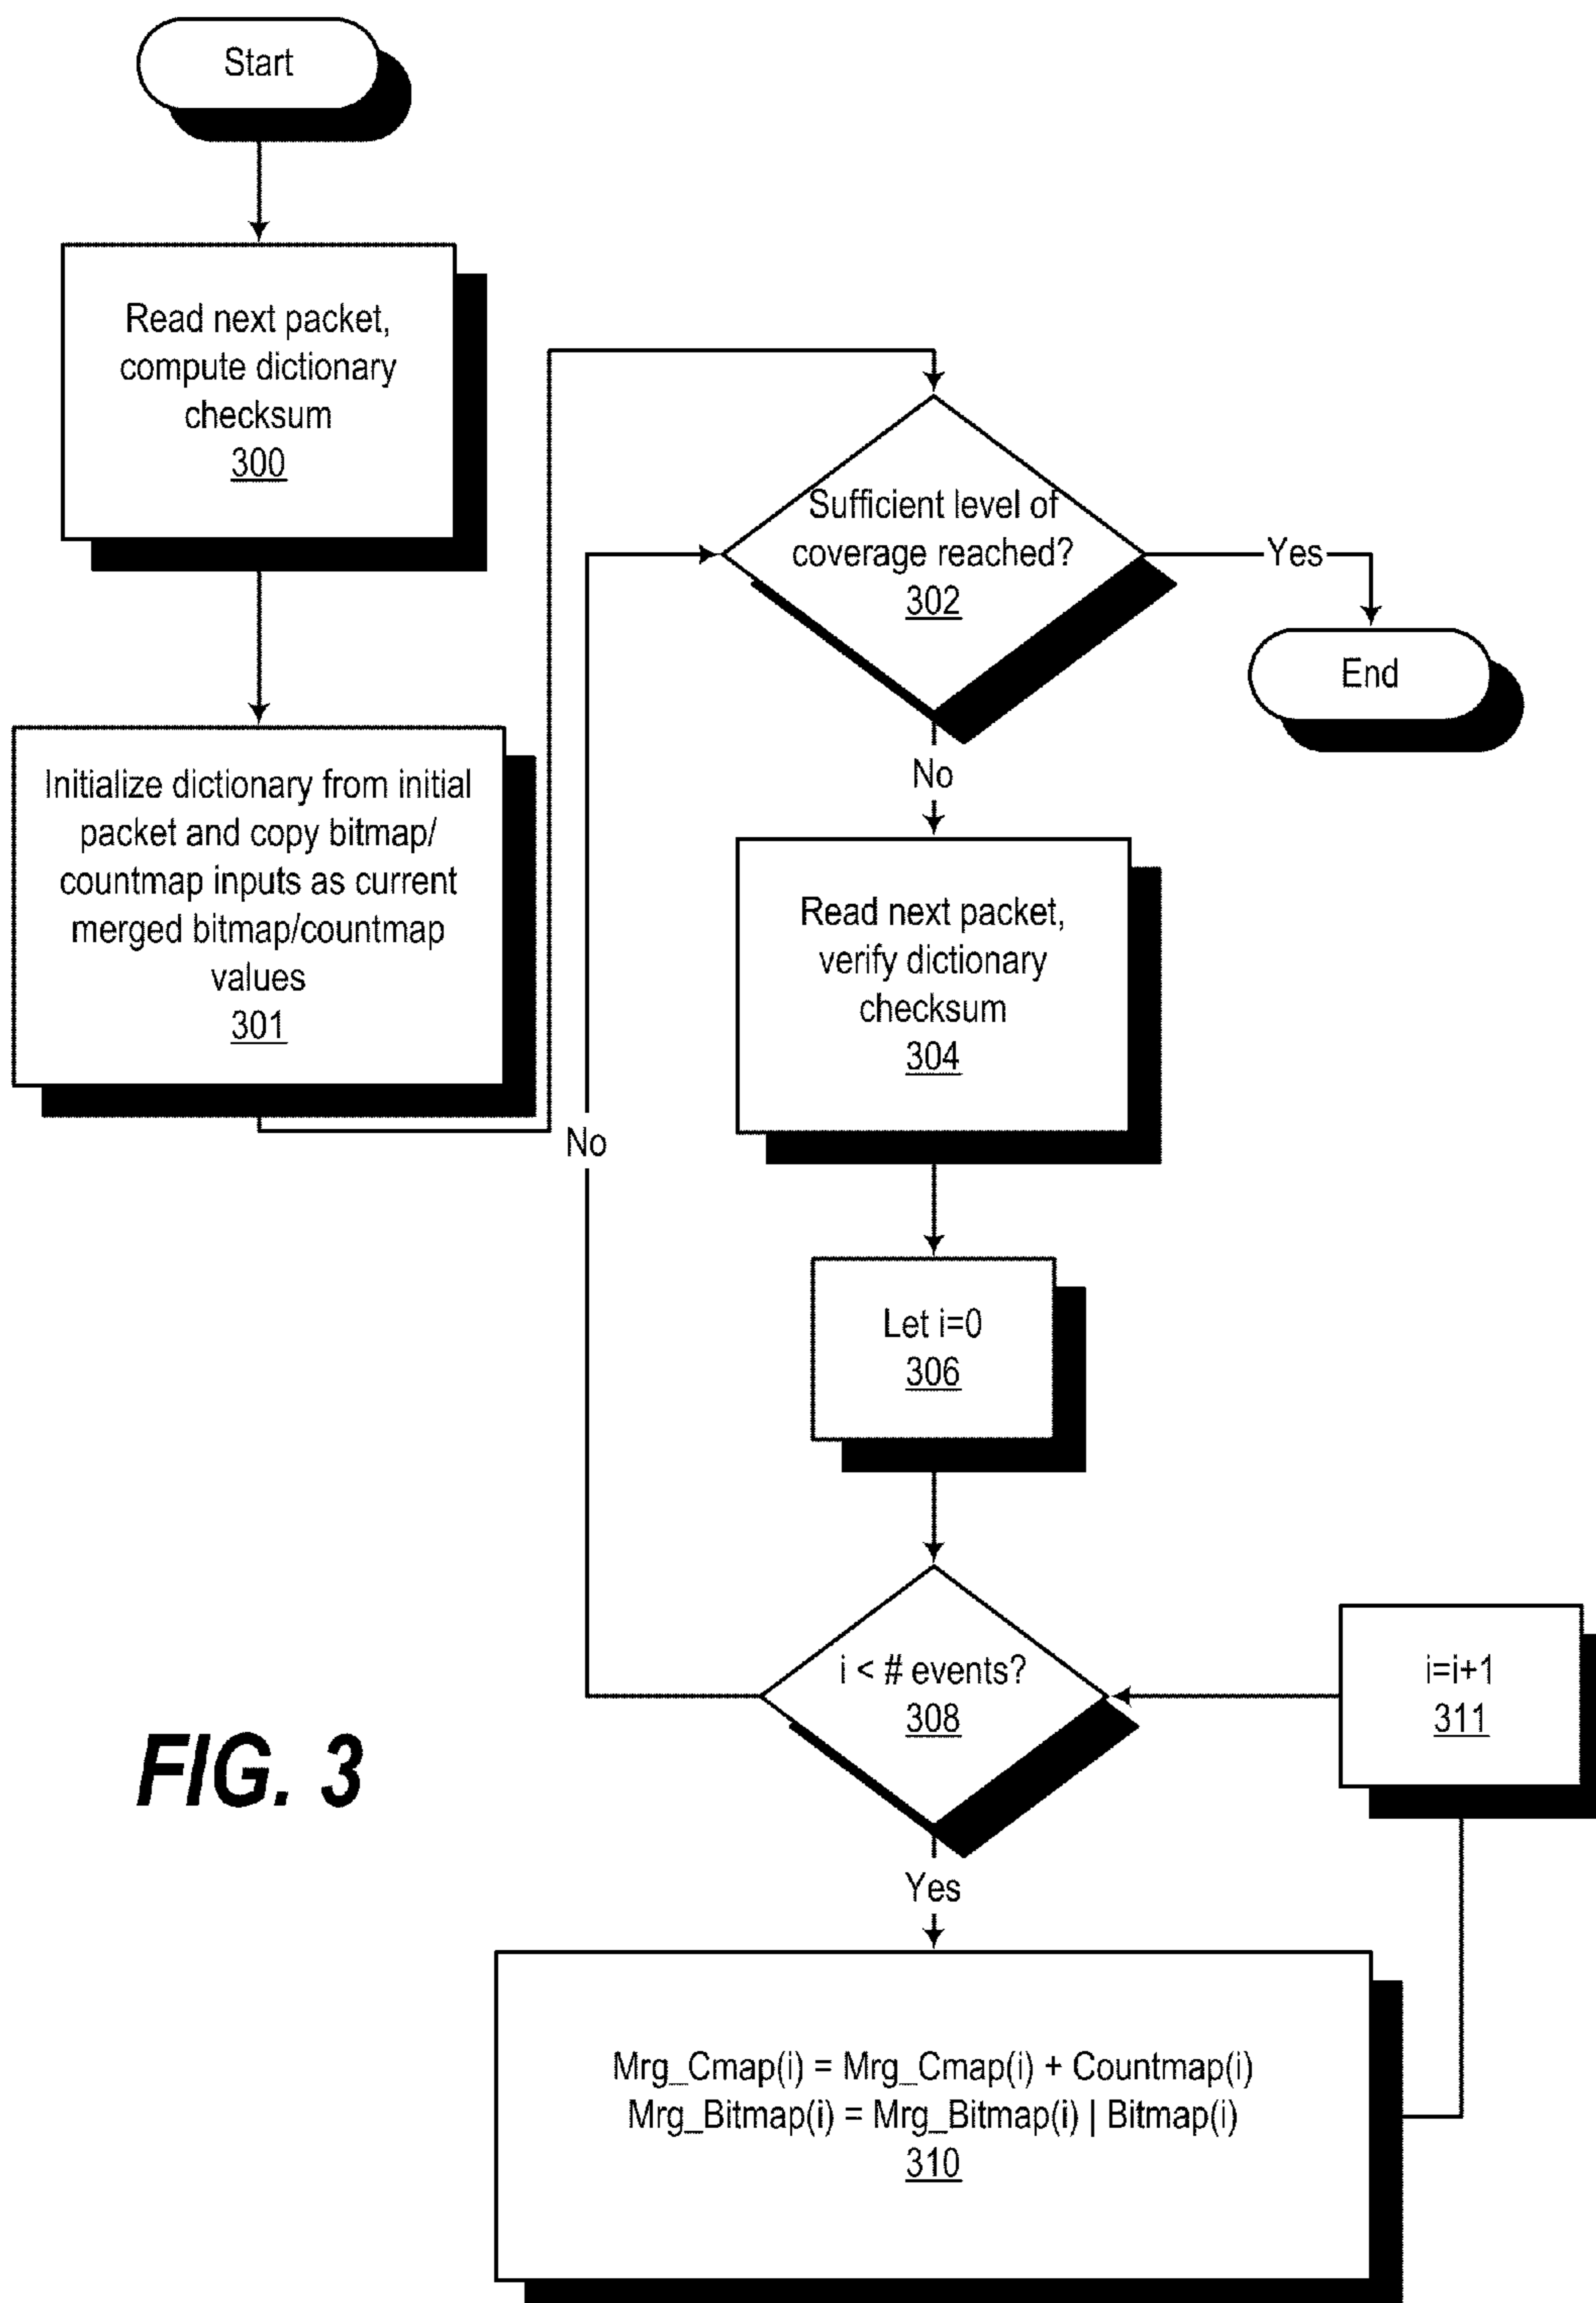 Start
Read next packet,
compute dictionary
checksum
300
Initialize dictionary from initial
packet and copy bitmap/
countmap inputs as current
merged bitmap/countmap
values
301
Sufficient level of
coverage reached?
302
Yes
End
No
Read next packet,
verify dictionary
checksum
304
No
Let i=0
306
i < # events?
308
i=i+1
311
Yes
Mrg_Cmap(i) = Mrg_Cmap(i) + Countmap(i)
Mrg_Bitmap(i) = Mrg_Bitmap(i) | Bitmap(i)
310
FIG. 3